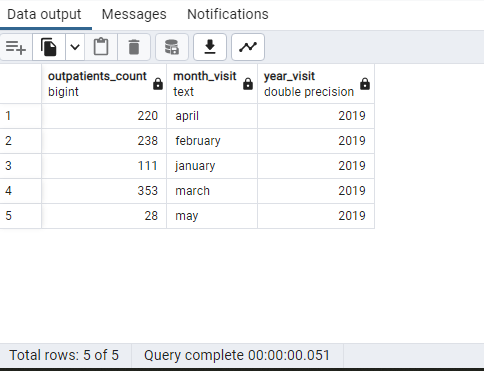 Data output Messages Notifications
outpatients_count month_visit year_visit
bigint text double precision
1 220 april 2019
2 238 february 2019
3 111 january 2019
4 353 march 2019
5 28 may 2019
Total rows: 5 of 5 Query complete 00:00:00.051